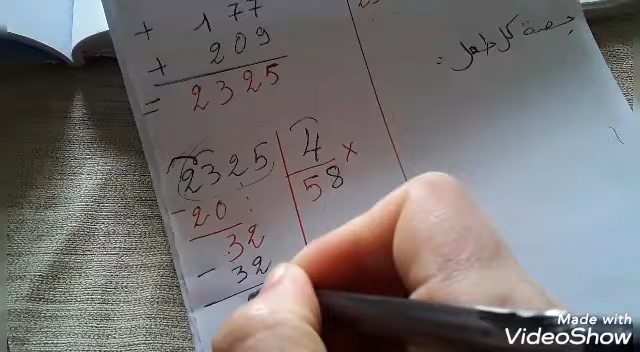 + 177
+ 209
= 2325
حصة كل طفل :
2325 | 4 ×
- 20 | 58
32
- 32
Made with
VideoShow